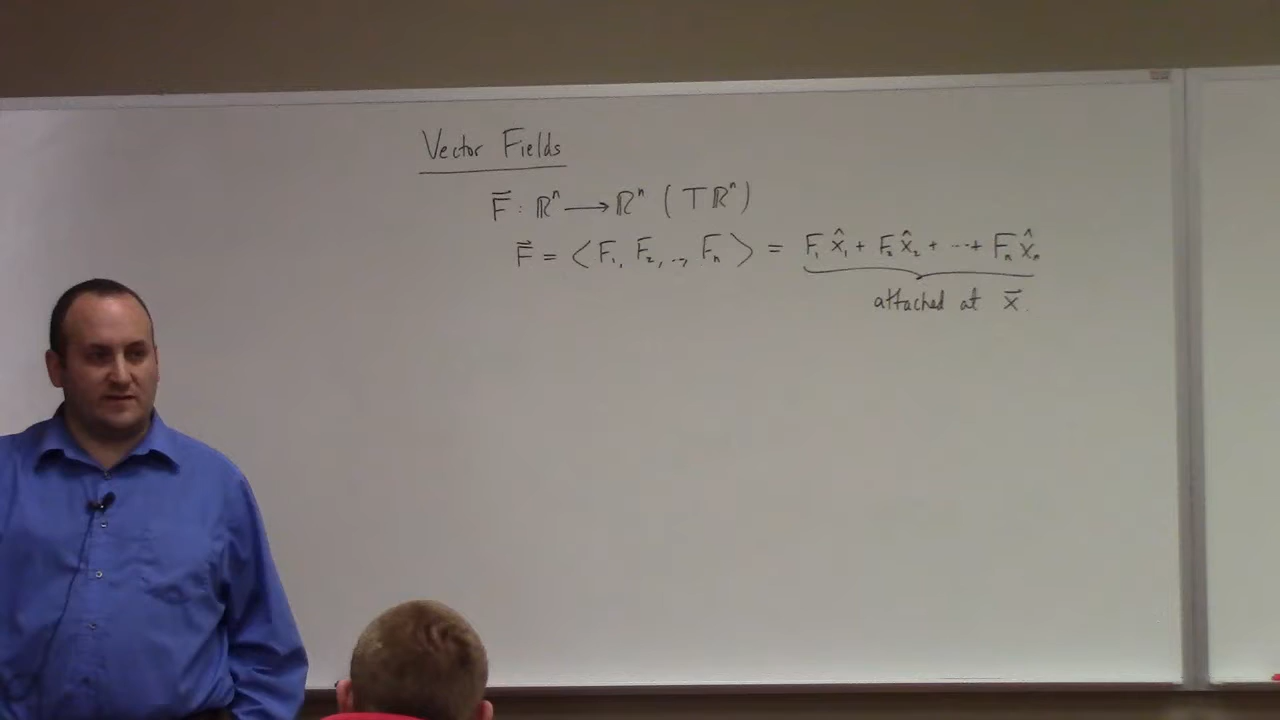 Vector Fields
F⃗ : ℝⁿ ⟶ ℝⁿ ( Tℝⁿ )
F⃗ = ⟨ F₁, F₂, .., Fₙ ⟩ = F₁ x̂₁ + F₂ x̂₂ + ⋯ + Fₙ x̂ₙ
attached at x⃗.